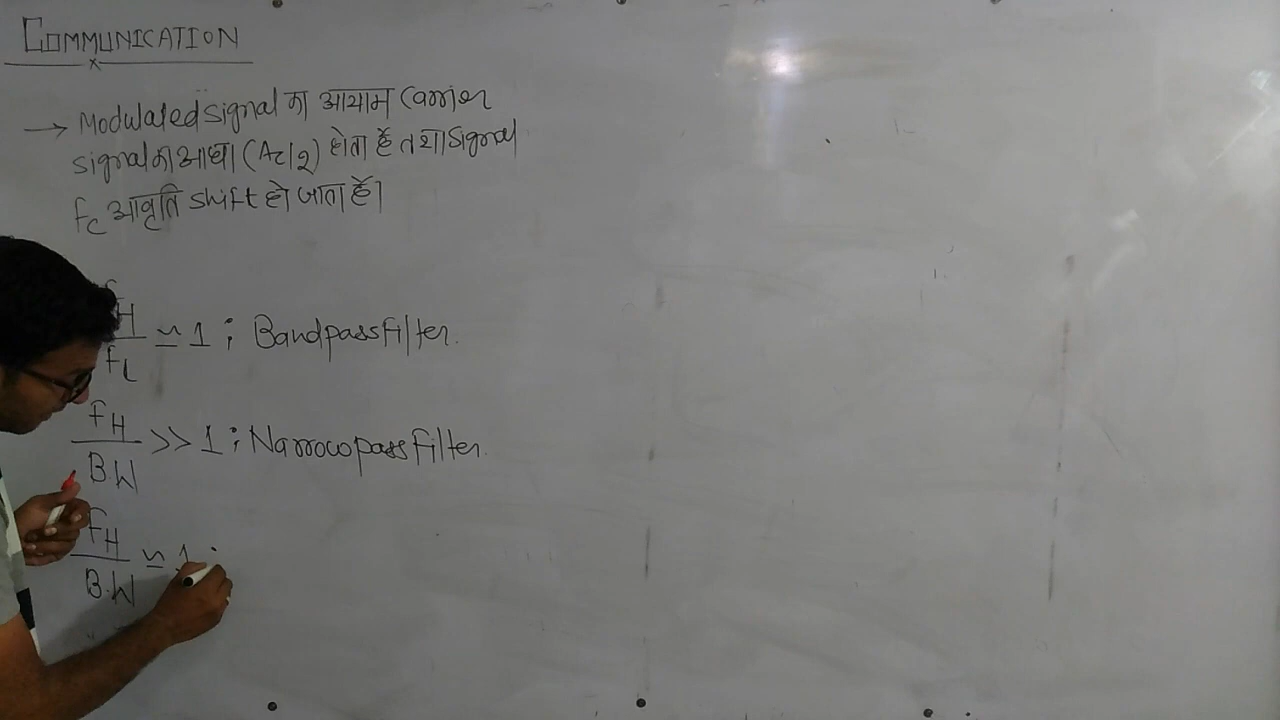 COMMUNICATION
→ Modulated signal का आयाम Carrier
signal का आधा (Ac/2) होता हैं तथा signal
fc आवृति shift हो जाता हैं।
fH/fL ≃ 1 ; Bandpass filter.
fH/BW >> 1 ; Narrow pass filter.
fH/B.W ≃ 1 ;